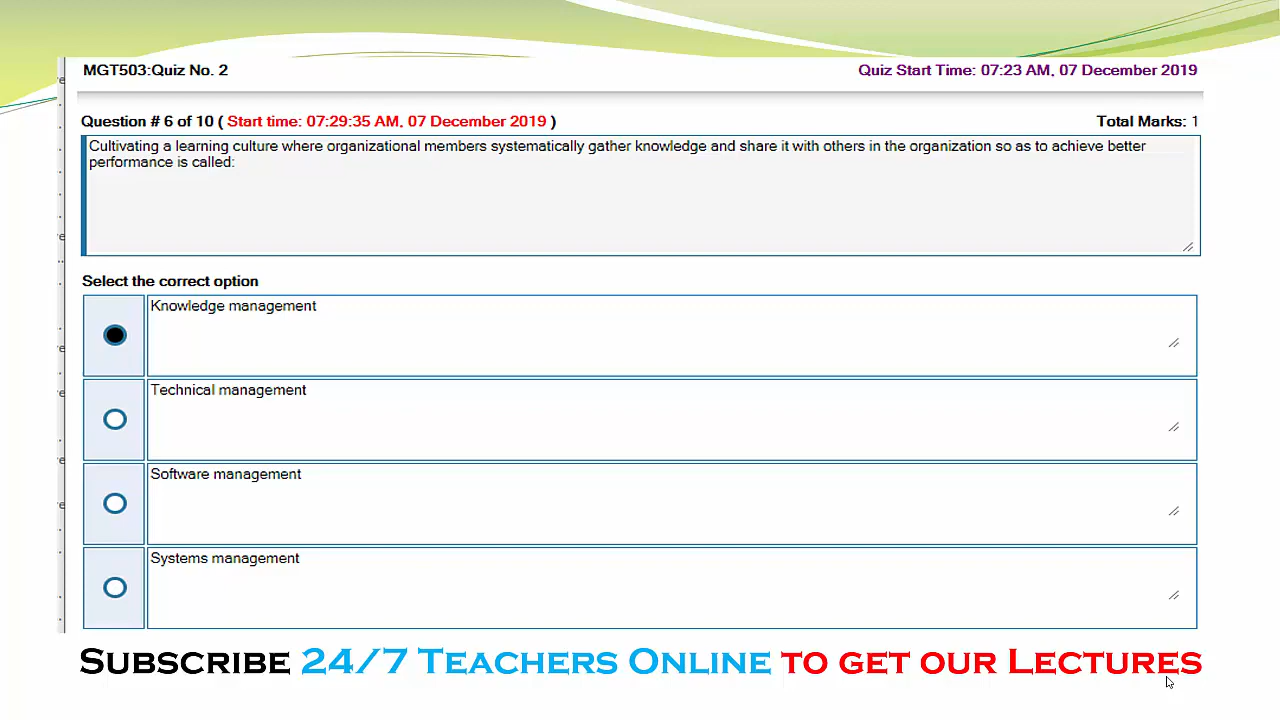 MGT503:Quiz No. 2
Quiz Start Time: 07:23 AM, 07 December 2019
Question # 6 of 10 ( Start time: 07:29:35 AM, 07 December 2019 )
Total Marks: 1
Cultivating a learning culture where organizational members systematically gather knowledge and share it with others in the organization so as to achieve better
performance is called:
Select the correct option
Knowledge management
Technical management
Software management
Systems management
SUBSCRIBE 24/7 TEACHERS ONLINE TO GET OUR LECTURES